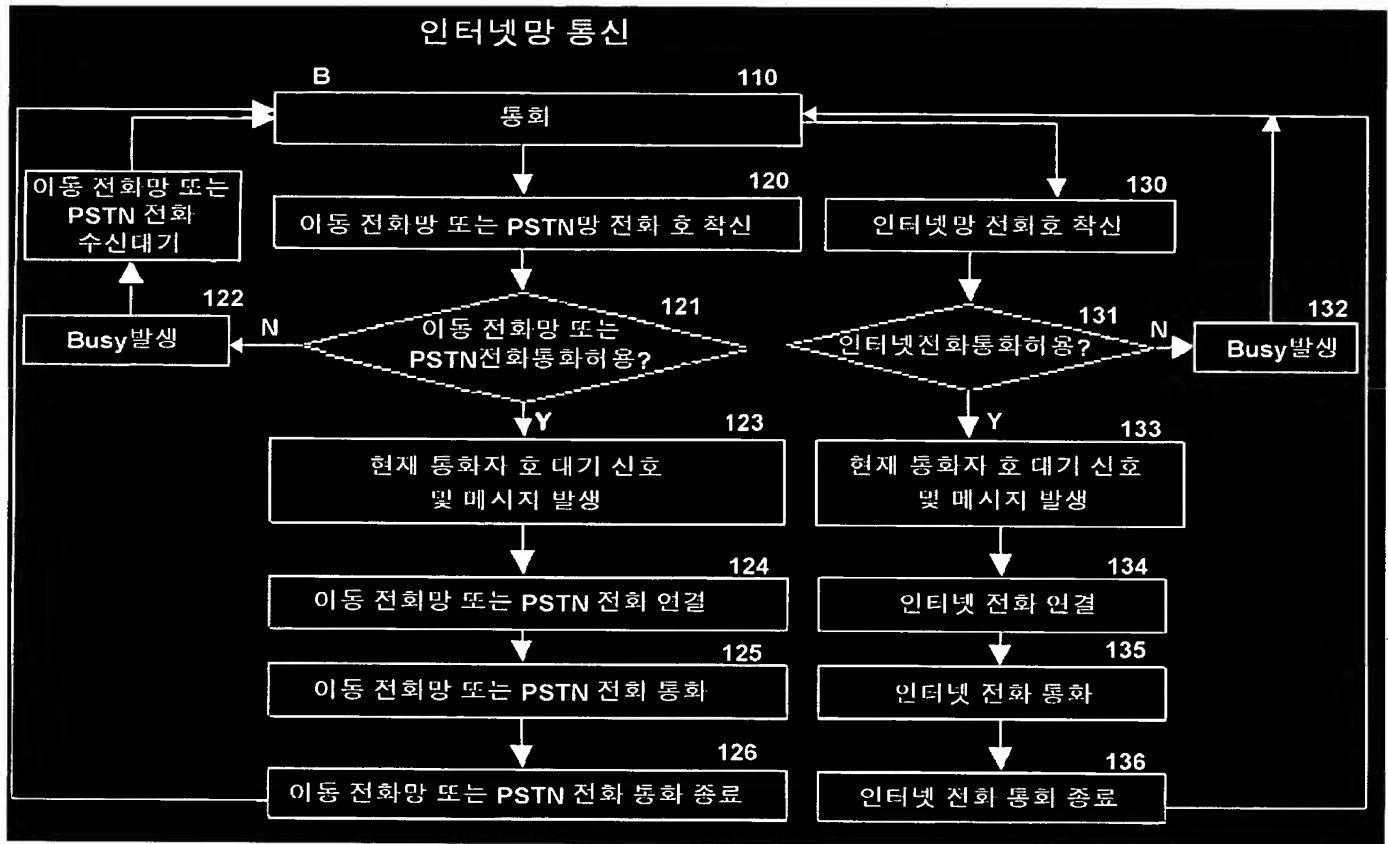 인터넷망 통신
B
110
통화
이동 전화망 또는
PSTN 전화
수신대기
120
이동 전화망 또는 PSTN망 전화 호 착신
130
인터넷망 전화호 착신
122
Busy발생
N
121
이동 전화망 또는
PSTN전화통화허용?
131
인터넷전화통화허용?
N
132
Busy발생
Y
123
현재 통화자 호 대기 신호
및 메시지 발생
Y
133
현재 통화자 호 대기 신호
및 메시지 발생
124
이동 전화망 또는 PSTN 전화 연결
134
인터넷 전화 연결
125
이동 전화망 또는 PSTN 전화 통화
135
인터넷 전화 통화
126
이동 전화망 또는 PSTN 전화 통화 종료
136
인터넷 전화 통화 종료